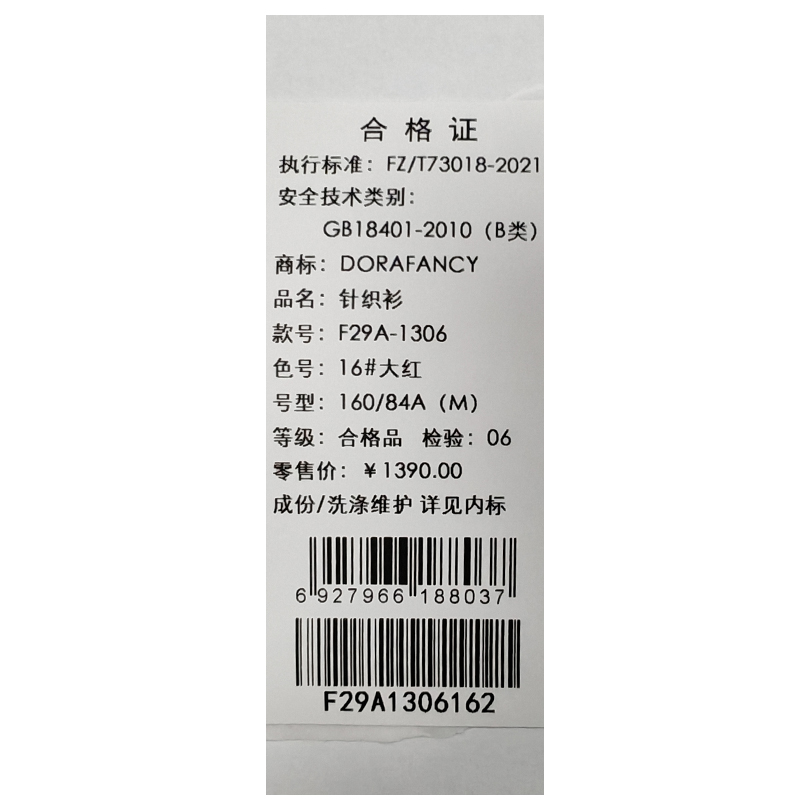 合格证
执行标准：FZ/T73018-2021
安全技术类别：
GB18401-2010（B类）
商标：DORAFANCY
品名：针织衫
款号：F29A-1306
色号：16#大红
号型：160/84A（M）
等级：合格品 检验：06
零售价：￥1390.00
成份/洗涤维护 详见内标
6 927966 188037
F29A1306162